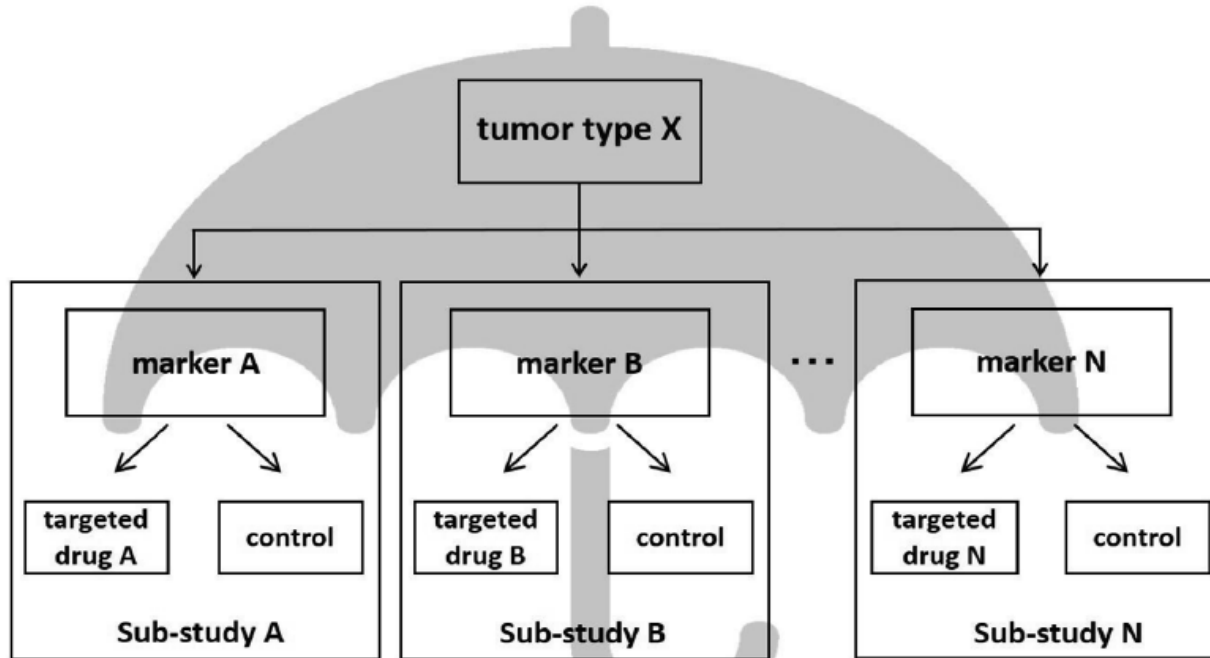 tumor type X
marker A
marker B
...
marker N
targeted
drug A
control
targeted
drug B
control
targeted
drug N
control
Sub-study A
Sub-study B
Sub-study N